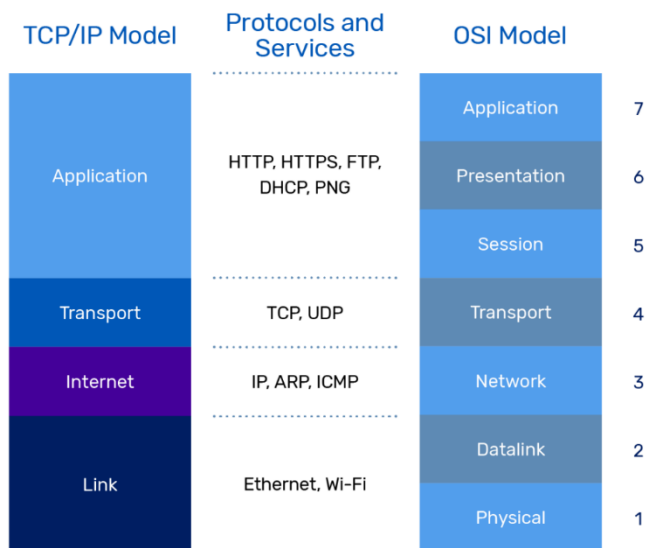 TCP/IP Model
Protocols and
Services
OSI Model
Application
HTTP, HTTPS, FTP,
DHCP, PNG
Application 7
Presentation 6
Session 5
Transport
TCP, UDP
Transport 4
Internet
IP, ARP, ICMP
Network 3
Link
Ethernet, Wi-Fi
Datalink 2
Physical 1